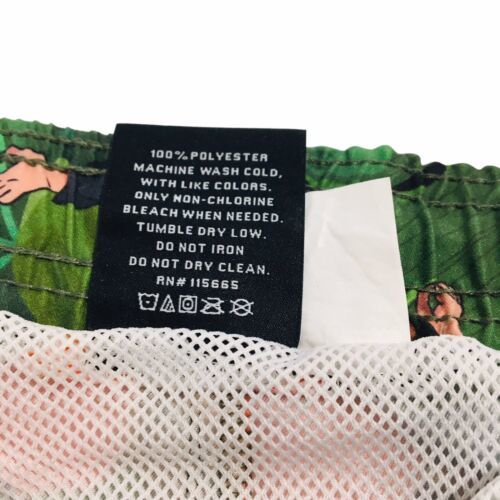 100% POLYESTER
MACHINE WASH COLD,
WITH LIKE COLORS.
ONLY NON-CHLORINE
BLEACH WHEN NEEDED.
TUMBLE DRY LOW.
DO NOT IRON
DO NOT DRY CLEAN.
RN# 115665